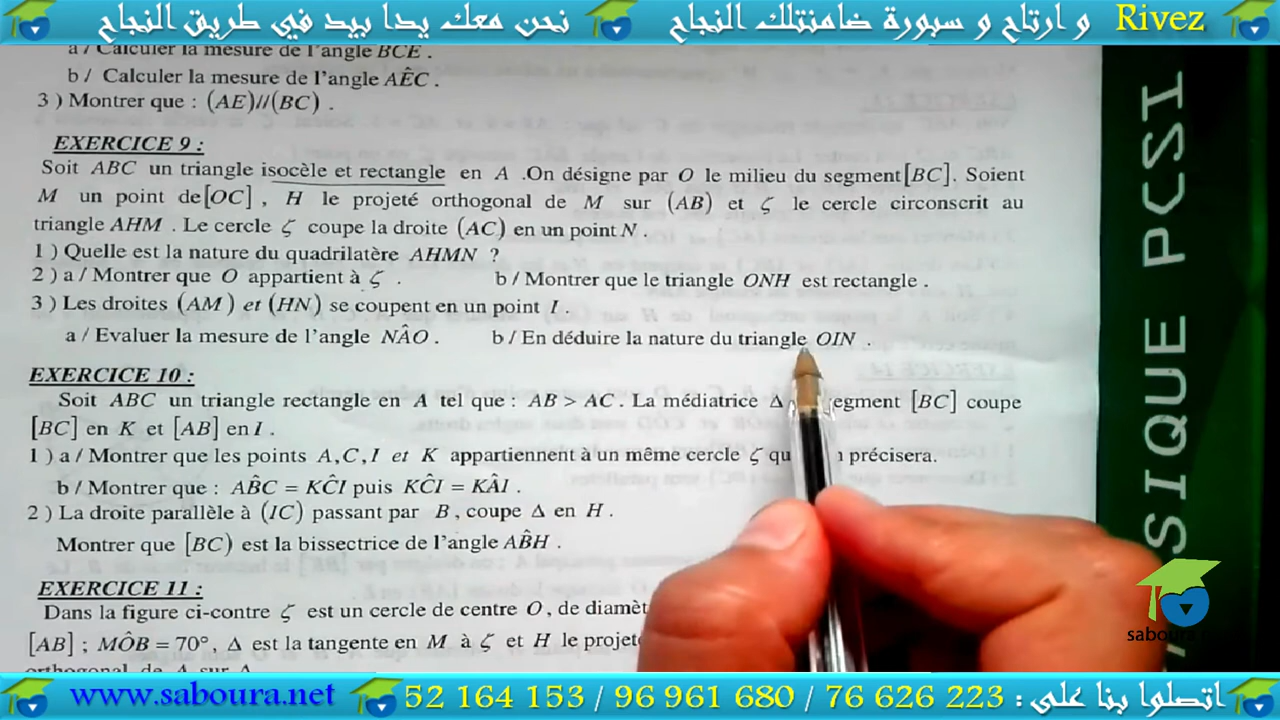 نحن معك يدا بيد في طريق النجاح و ارتاح و سبورة ضامنتلك النجاح Rivez
a / Calculer la mesure de l'angle BĈE .
b / Calculer la mesure de l'angle AÊC .
3 ) Montrer que : (AE)//(BC) .
EXERCICE 9 :
Soit ABC un triangle isocèle et rectangle en A .On désigne par O le milieu du segment[BC]. Soient
M un point de[OC] , H le projeté orthogonal de M sur (AB) et ζ le cercle circonscrit au
triangle AHM . Le cercle ζ coupe la droite (AC) en un point N .
1 ) Quelle est la nature du quadrilatère AHMN ?
2 ) a / Montrer que O appartient à ζ . b / Montrer que le triangle ONH est rectangle .
3 ) Les droites (AM ) et (HN) se coupent en un point I .
a / Evaluer la mesure de l'angle NÂO . b / En déduire la nature du triangle OIN .
EXERCICE 10 :
Soit ABC un triangle rectangle en A tel que : AB > AC . La médiatrice Δ segment [BC] coupe
[BC] en K et [AB] en I .
1 ) a / Montrer que les points A, C, I et K appartiennent à un même cercle ζ précisera.
b / Montrer que : AB̂C = KĈI puis KĈI = KÂI .
2 ) La droite parallèle à (IC) passant par B , coupe Δ en H .
Montrer que [BC) est la bissectrice de l'angle AB̂H .
EXERCICE 11 :
Dans la figure ci-contre ζ est un cercle de centre O , de
[AB] ; MÔB = 70° , Δ est la tangente en M à ζ et H le
PHYSIQUE PCSI
www.saboura.net 52 164 153 / 96 961 680 / 76 626 223 : اتصلوا بنا على